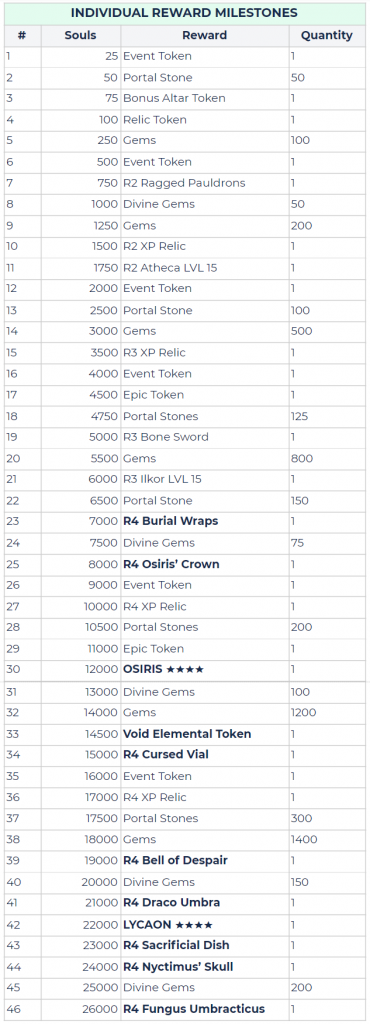 INDIVIDUAL REWARD MILESTONES
# Souls Reward Quantity
1 25 Event Token 1
2 50 Portal Stone 50
3 75 Bonus Altar Token 1
4 100 Relic Token 1
5 250 Gems 100
6 500 Event Token 1
7 750 R2 Ragged Pauldrons 1
8 1000 Divine Gems 50
9 1250 Gems 200
10 1500 R2 XP Relic 1
11 1750 R2 Atheca LVL 15 1
12 2000 Event Token 1
13 2500 Portal Stone 100
14 3000 Gems 500
15 3500 R3 XP Relic 1
16 4000 Event Token 1
17 4500 Epic Token 1
18 4750 Portal Stones 125
19 5000 R3 Bone Sword 1
20 5500 Gems 800
21 6000 R3 Ilkor LVL 15 1
22 6500 Portal Stone 150
23 7000 R4 Burial Wraps 1
24 7500 Divine Gems 75
25 8000 R4 Osiris’ Crown 1
26 9000 Event Token 1
27 10000 R4 XP Relic 1
28 10500 Portal Stones 200
29 11000 Epic Token 1
30 12000 OSIRIS ★★★★ 1
31 13000 Divine Gems 100
32 14000 Gems 1200
33 14500 Void Elemental Token 1
34 15000 R4 Cursed Vial 1
35 16000 Event Token 1
36 17000 R4 XP Relic 1
37 17500 Portal Stones 300
38 18000 Gems 1400
39 19000 R4 Bell of Despair 1
40 20000 Divine Gems 150
41 21000 R4 Draco Umbra 1
42 22000 LYCAON ★★★★ 1
43 23000 R4 Sacrificial Dish 1
44 24000 R4 Nyctimus’ Skull 1
45 25000 Divine Gems 200
46 26000 R4 Fungus Umbracticus 1